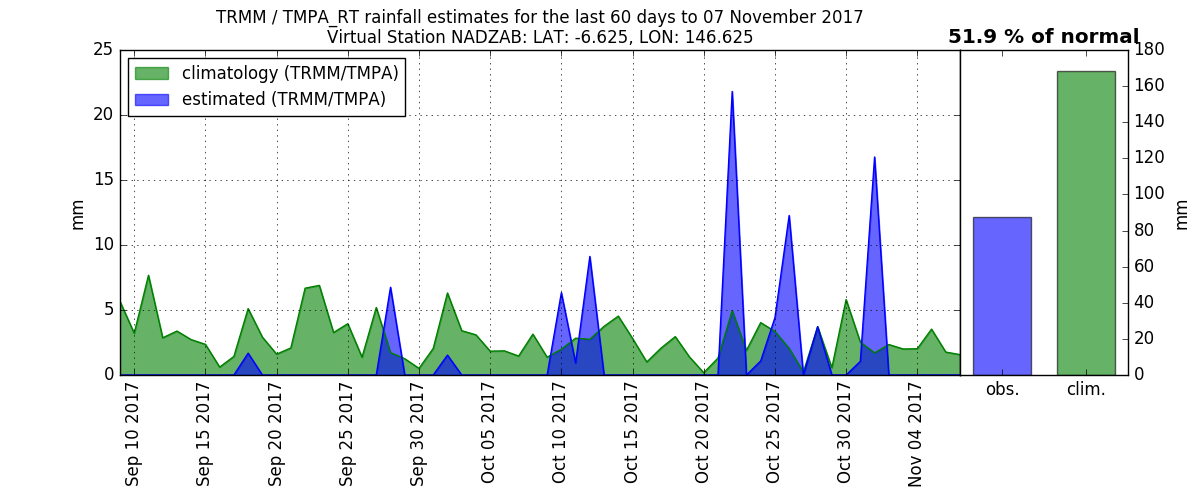 TRMM / TMPA_RT rainfall estimates for the last 60 days to 07 November 2017
Virtual Station NADZAB: LAT: -6.625, LON: 146.625
51.9 % of normal
climatology (TRMM/TMPA)
estimated (TRMM/TMPA)
25
20
15
10
5
0
mm
180
160
140
120
100
80
60
40
20
0
mm
Sep 10 2017
Sep 15 2017
Sep 20 2017
Sep 25 2017
Sep 30 2017
Oct 05 2017
Oct 10 2017
Oct 15 2017
Oct 20 2017
Oct 25 2017
Oct 30 2017
Nov 04 2017
obs.
clim.